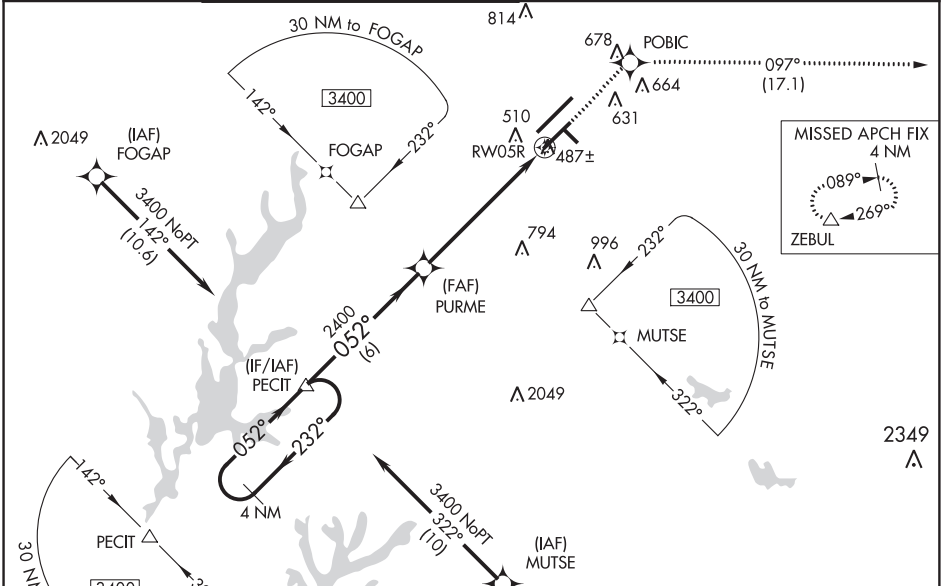 814
30 NM to FOGAP
678
POBIC
097°
(17.1)
664
631
142°
3400
232°
FOGAP
510
RW05R
487±
2049
(IAF)
FOGAP
3400 NoPT
142°
(10.6)
MISSED APCH FIX
4 NM
089°
269°
ZEBUL
794
996
232°
30 NM to MUTSE
3400
MUTSE
322°
(FAF)
PURME
2400
052°
(6)
(IF/IAF)
PECIT
052°
232°
4 NM
2049
2349
142°
PECIT
3400 NoPT
322°
(10)
(IAF)
MUTSE
30 NM
3400